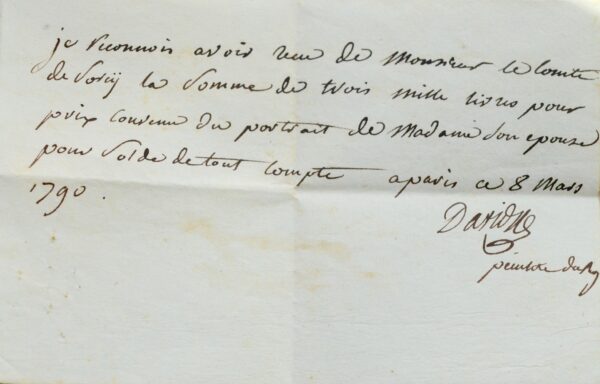 je reconnois avoir recu de Monsieur le Comte
de Sorcy la Somme de trois mille livres pour
prix convenu du portrait de Madame Son epouse
pour Solde de tout Compte a paris ce 8 Mars
1790.
David
peintre du Roy